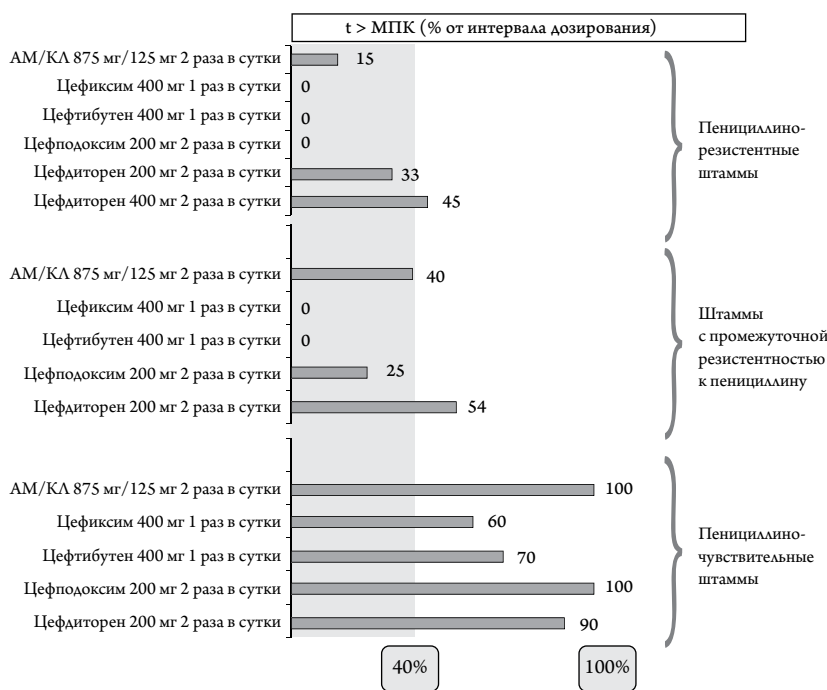 t > МПК (% от интервала дозирования)
АМ/КЛ 875 мг/125 мг 2 раза в сутки 15
Цефиксим 400 мг 1 раз в сутки 0
Цефтибутен 400 мг 1 раз в сутки 0
Цефподоксим 200 мг 2 раза в сутки 0
Цефдиторен 200 мг 2 раза в сутки 33
Цефдиторен 400 мг 2 раза в сутки 45
Пенициллино-
резистентные
штаммы
АМ/КЛ 875 мг/125 мг 2 раза в сутки 40
Цефиксим 400 мг 1 раз в сутки 0
Цефтибутен 400 мг 1 раз в сутки 0
Цефподоксим 200 мг 2 раза в сутки 25
Цефдиторен 200 мг 2 раза в сутки 54
Штаммы
с промежуточной
резистентностью
к пенициллину
АМ/КЛ 875 мг/125 мг 2 раза в сутки 100
Цефиксим 400 мг 1 раз в сутки 60
Цефтибутен 400 мг 1 раз в сутки 70
Цефподоксим 200 мг 2 раза в сутки 100
Цефдиторен 200 мг 2 раза в сутки 90
Пенициллино-
чувствительные
штаммы
40% 100%